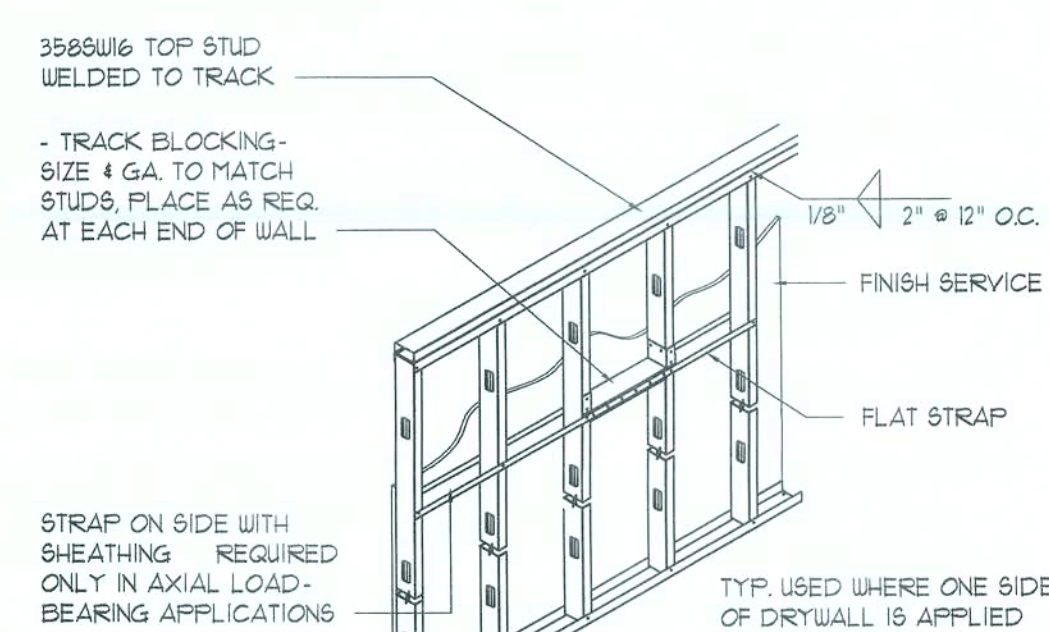 358SW16 TOP STUD
WELDED TO TRACK
- TRACK BLOCKING-
SIZE & GA. TO MATCH
STUDS, PLACE AS REQ.
AT EACH END OF WALL
1/8" 2" @ 12" O.C.
FINISH SERVICE
FLAT STRAP
STRAP ON SIDE WITH
SHEATHING REQUIRED
ONLY IN AXIAL LOAD-
BEARING APPLICATIONS
TYP. USED WHERE ONE SIDE
OF DRYWALL IS APPLIED